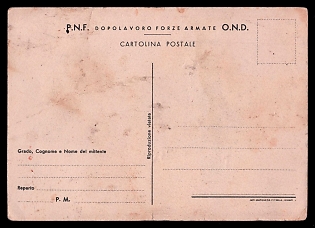 P.N.F. DOPOLAVORO FORZE ARMATE O.N.D.
CARTOLINA POSTALE
Riproduzione vietata
Grado, Cognome e Nome del mittente
Reparto
P. M.